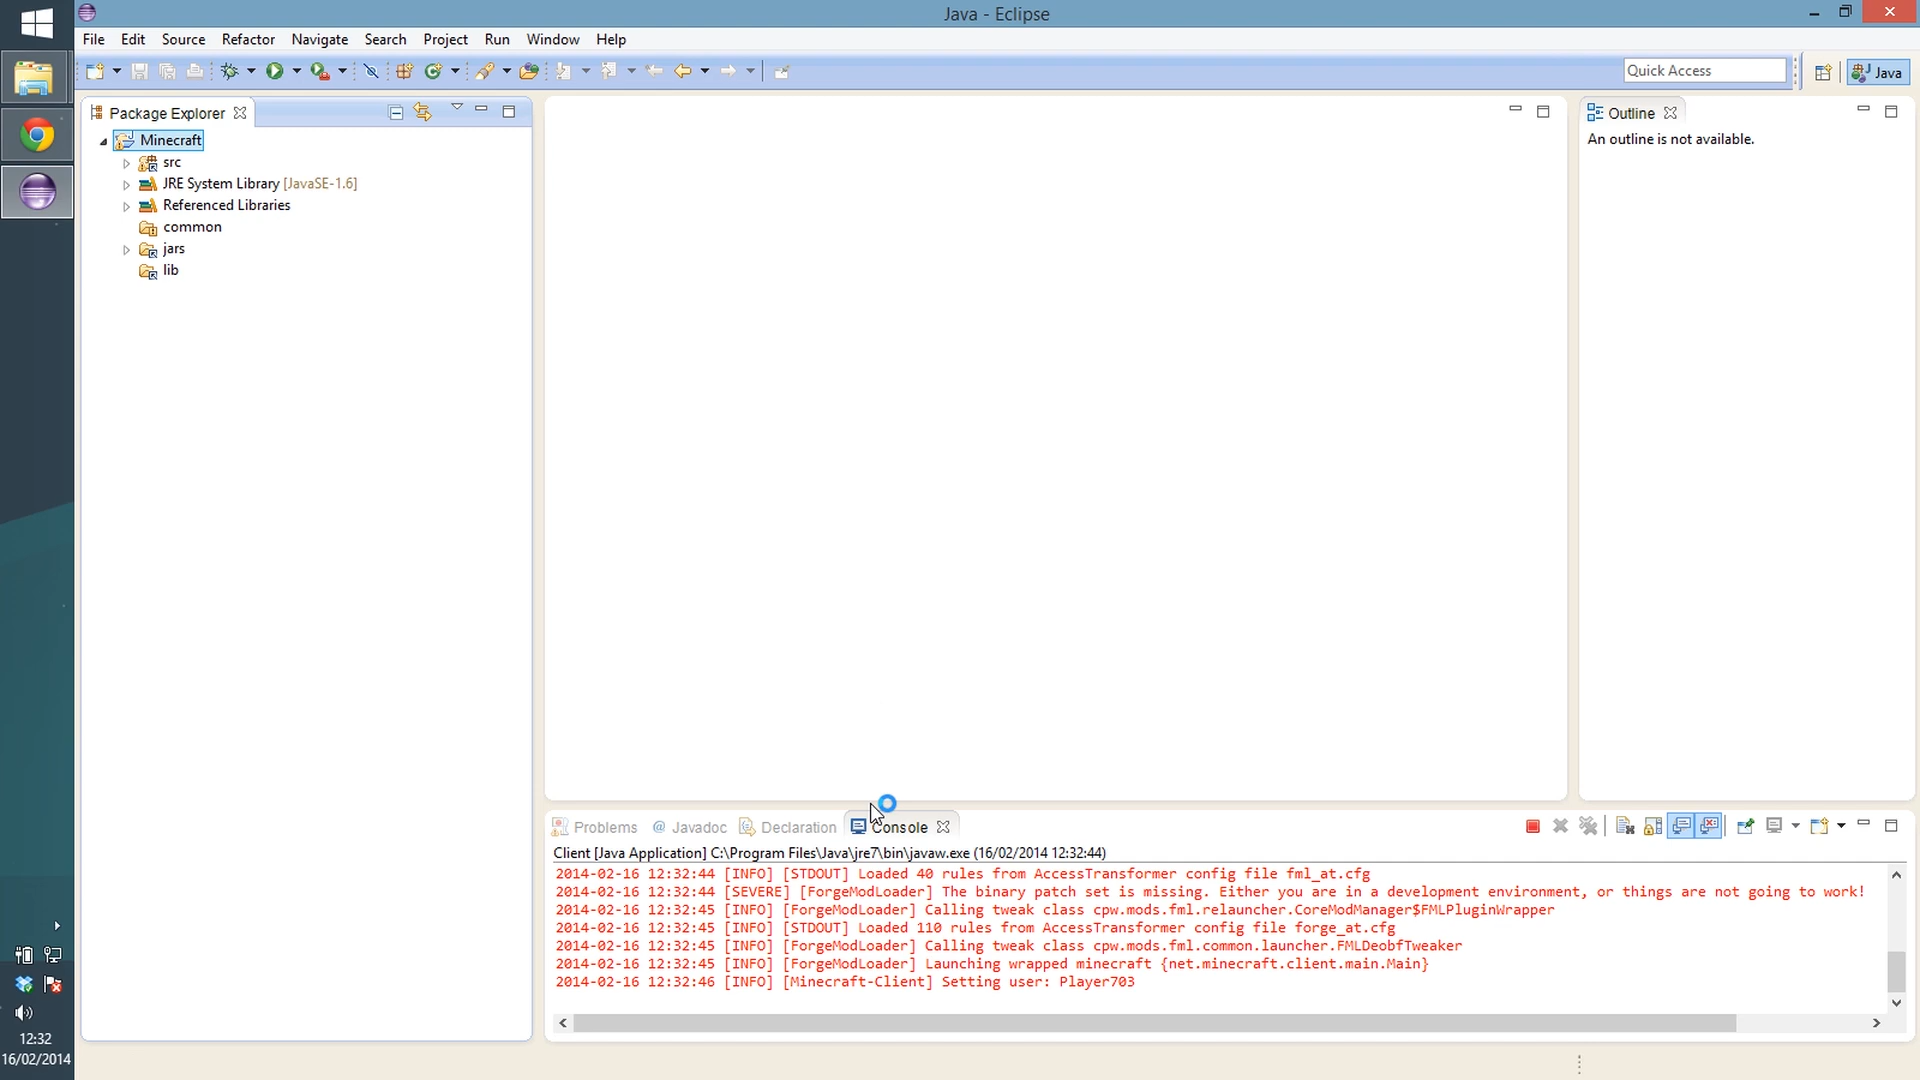 Java - Eclipse
File Edit Source Refactor Navigate Search Project Run Window Help
Quick Access
Java
Package Explorer
Minecraft
src
JRE System Library [JavaSE-1.6]
Referenced Libraries
common
jars
lib
Outline
An outline is not available.
Problems @ Javadoc Declaration Console
Client [Java Application] C:\Program Files\Java\jre7\bin\javaw.exe (16/02/2014 12:32:44)
2014-02-16 12:32:44 [INFO] [STDOUT] Loaded 40 rules from AccessTransformer config file fml_at.cfg
2014-02-16 12:32:44 [SEVERE] [ForgeModLoader] The binary patch set is missing. Either you are in a development environment, or things are not going to work!
2014-02-16 12:32:45 [INFO] [ForgeModLoader] Calling tweak class cpw.mods.fml.relauncher.CoreModManager$FMLPluginWrapper
2014-02-16 12:32:45 [INFO] [STDOUT] Loaded 110 rules from AccessTransformer config file forge_at.cfg
2014-02-16 12:32:45 [INFO] [ForgeModLoader] Calling tweak class cpw.mods.fml.common.launcher.FMLDeobfTweaker
2014-02-16 12:32:45 [INFO] [ForgeModLoader] Launching wrapped minecraft {net.minecraft.client.main.Main}
2014-02-16 12:32:46 [INFO] [Minecraft-Client] Setting user: Player703
12:32
16/02/2014